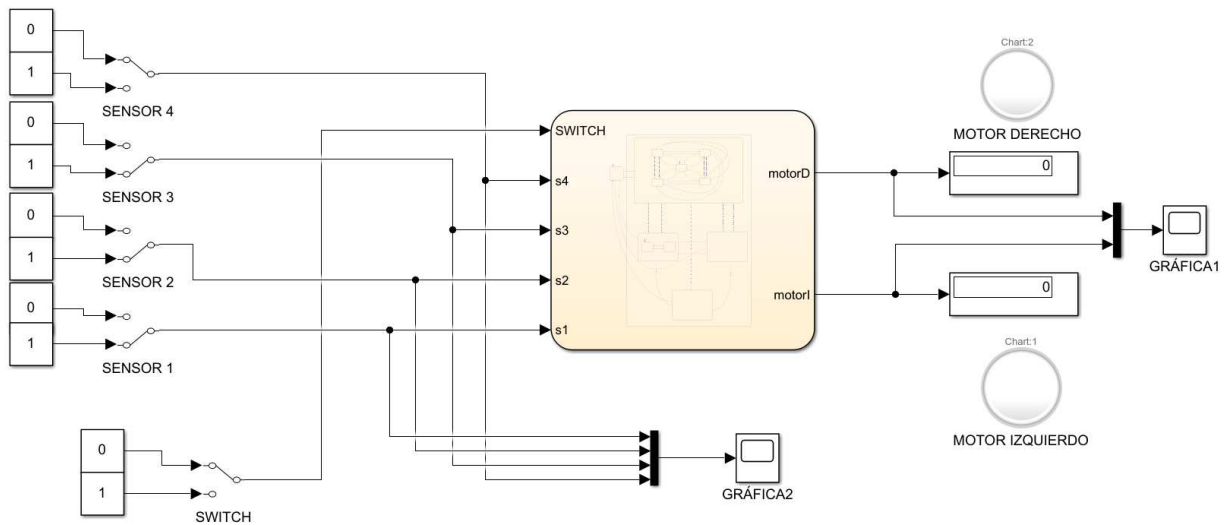 0
1
SENSOR 4
0
1
SENSOR 3
0
1
SENSOR 2
0
1
SENSOR 1
0
1
SWITCH
SWITCH
s4
s3
s2
s1
motorD
motorI
Chart:2
MOTOR DERECHO
0
GRÁFICA1
0
Chart:1
MOTOR IZQUIERDO
GRÁFICA2